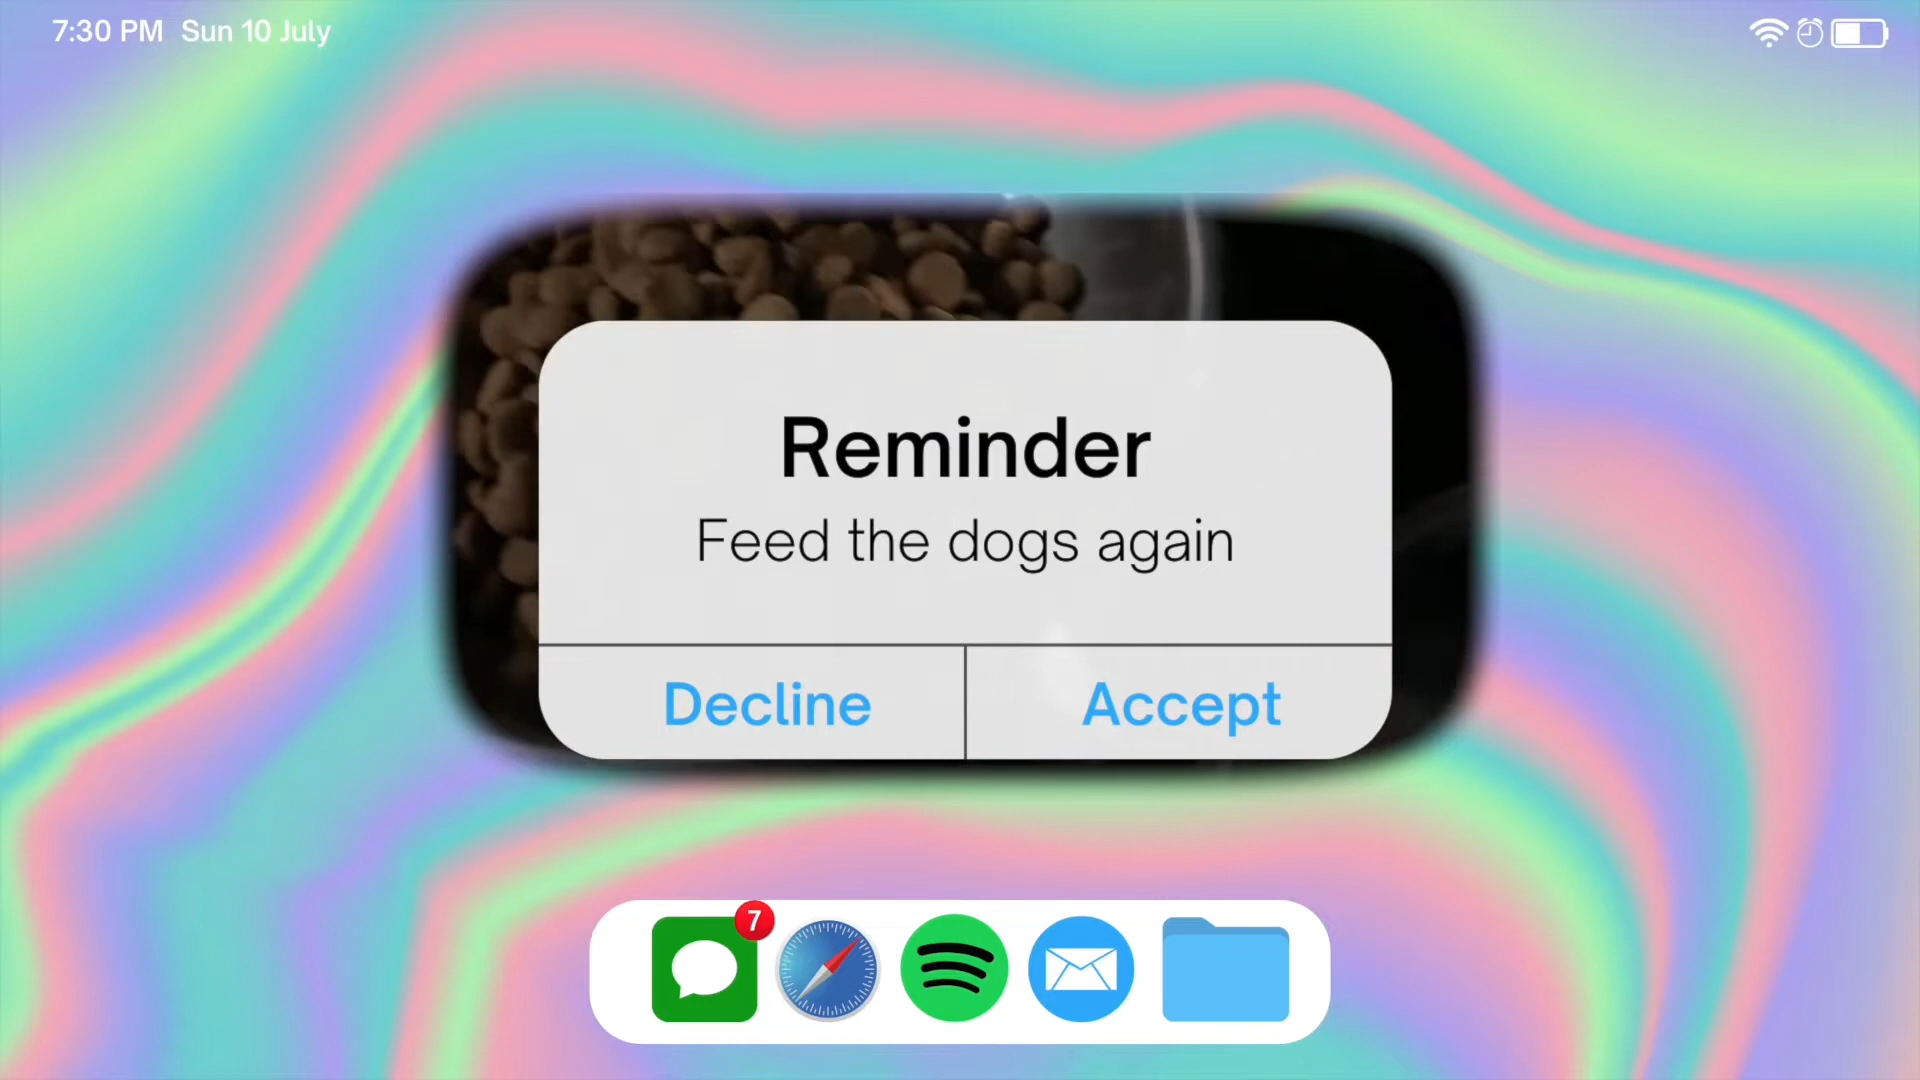 7:30 PM Sun 10 July
Reminder
Feed the dogs again
Decline
Accept
7